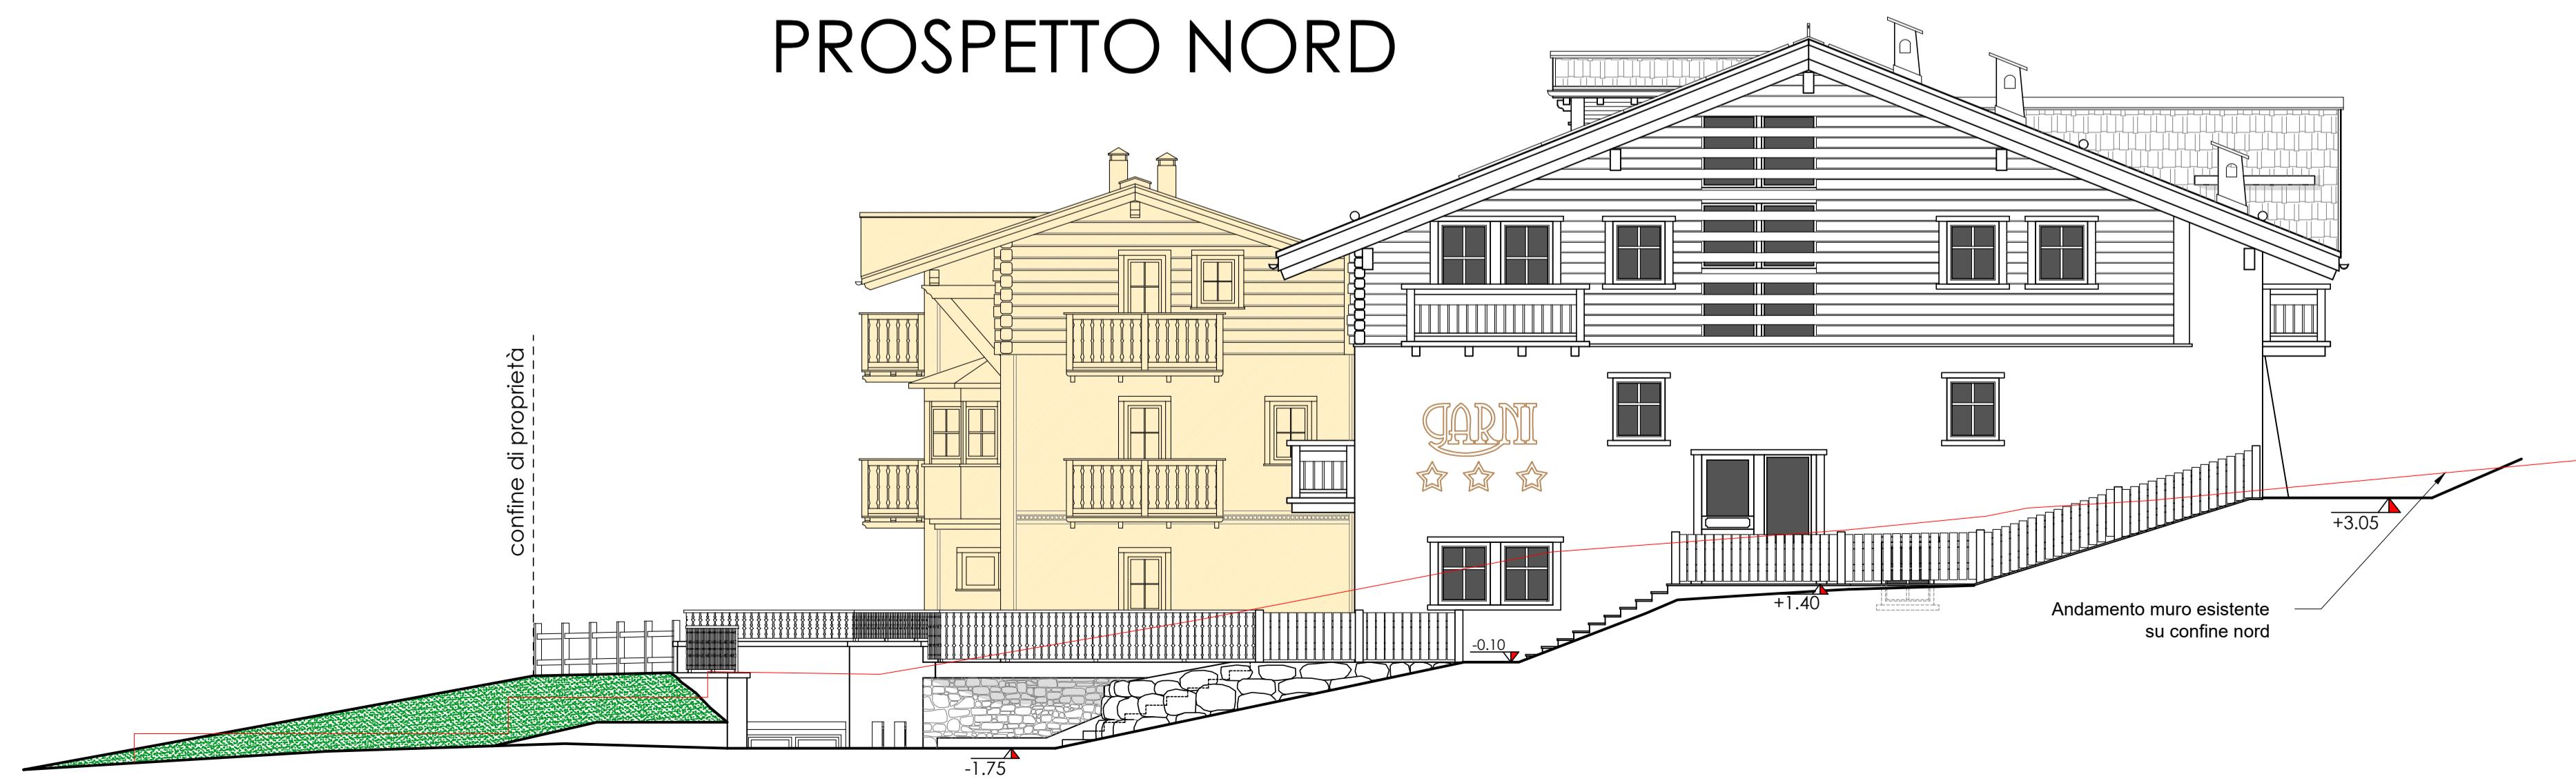 PROSPETTO NORD
confine di proprietà
GARNI
+3.05
+1.40
Andamento muro esistente
su confine nord
-0.10
-1.75